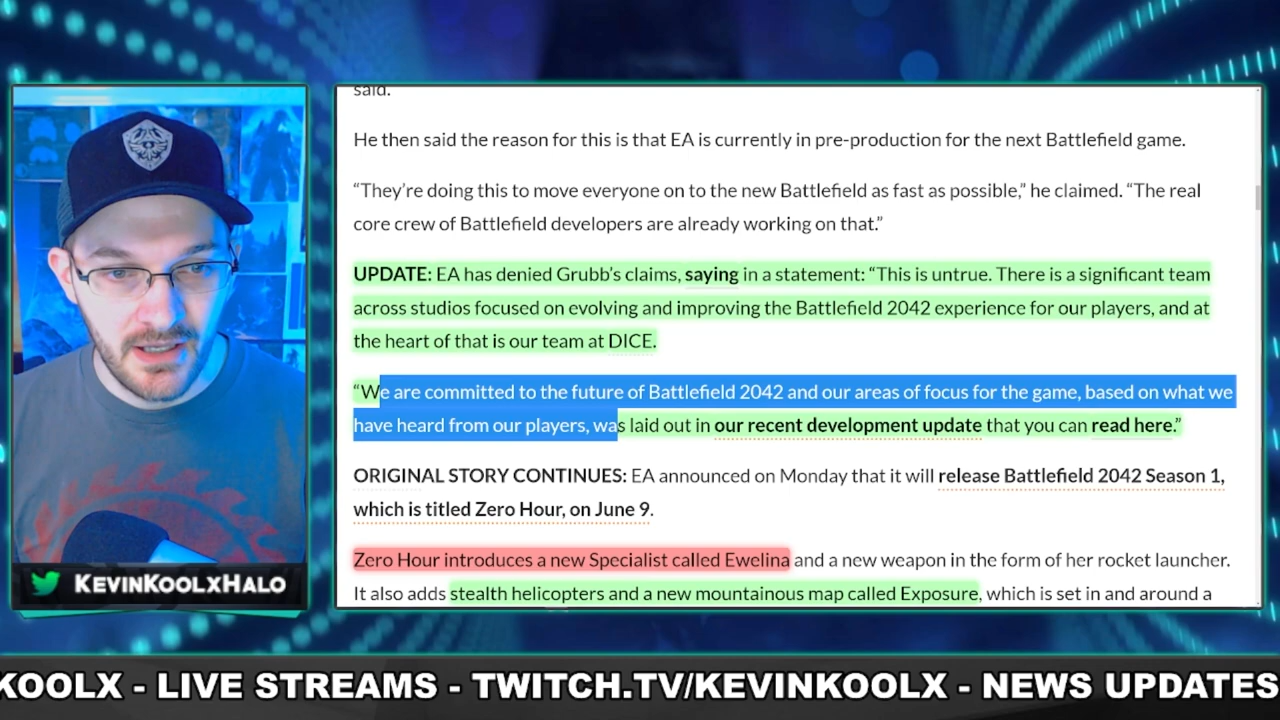 said.
He then said the reason for this is that EA is currently in pre-production for the next Battlefield game.
“They’re doing this to move everyone on to the new Battlefield as fast as possible,” he claimed. “The real
core crew of Battlefield developers are already working on that.”
UPDATE: EA has denied Grubb’s claims, saying in a statement: “This is untrue. There is a significant team
across studios focused on evolving and improving the Battlefield 2042 experience for our players, and at
the heart of that is our team at DICE.
“We are committed to the future of Battlefield 2042 and our areas of focus for the game, based on what we
have heard from our players, was laid out in our recent development update that you can read here.”
ORIGINAL STORY CONTINUES: EA announced on Monday that it will release Battlefield 2042 Season 1,
which is titled Zero Hour, on June 9.
Zero Hour introduces a new Specialist called Ewelina and a new weapon in the form of her rocket launcher.
It also adds stealth helicopters and a new mountainous map called Exposure, which is set in and around a
KevinKoolxHalo
KOOLX - LIVE STREAMS - TWITCH.TV/KEVINKOOLX - NEWS UPDATES